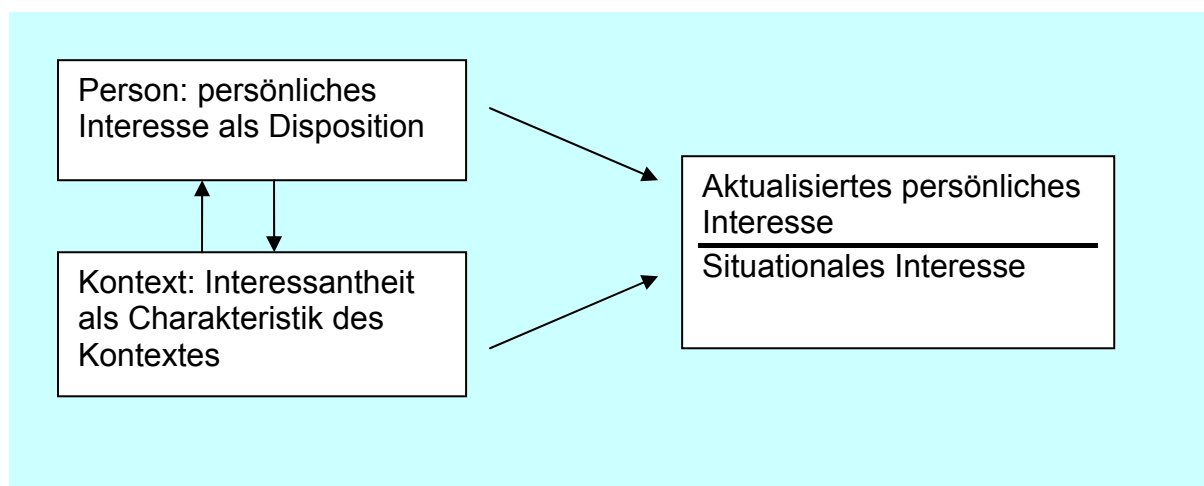 Person: persönliches
Interesse als Disposition
Kontext: Interessantheit
als Charakteristik des
Kontextes
Aktualisiertes persönliches
Interesse
Situationales Interesse